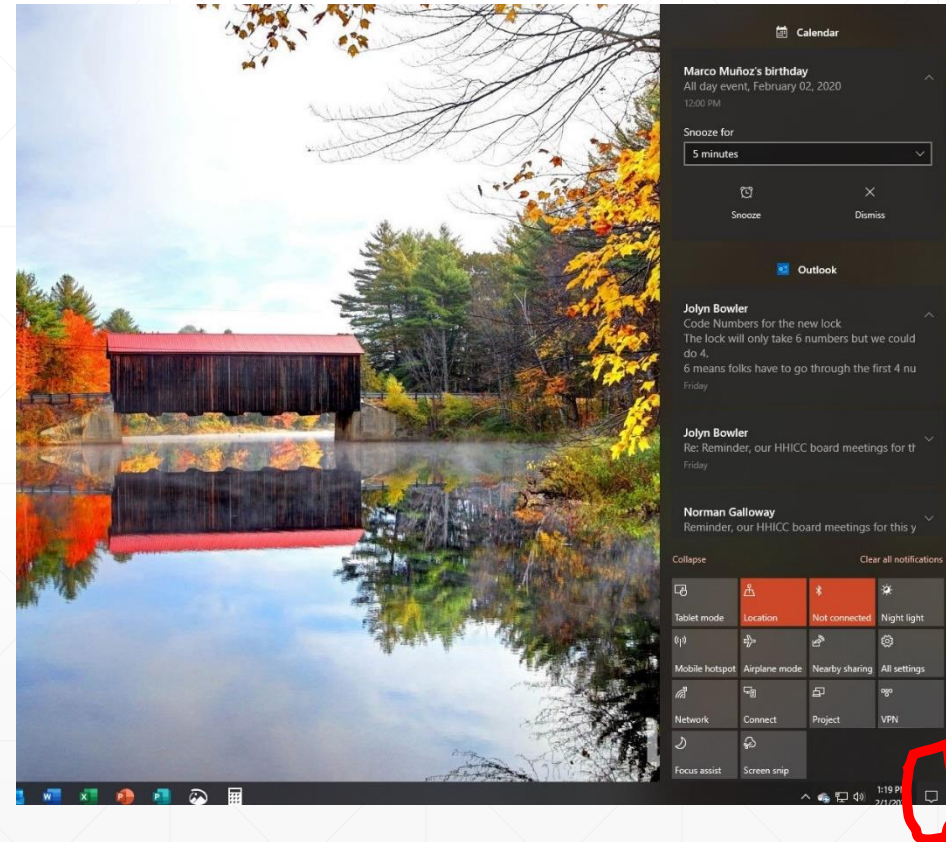 Calendar
Marco Muñoz's birthday
All day event, February 02, 2020
12:00 PM
Snooze for
5 minutes
Snooze Dismiss
Outlook
Jolyn Bowler
Code Numbers for the new lock
The lock will only take 6 numbers but we could
do 4.
6 means folks have to go through the first 4 nu
Friday
Jolyn Bowler
Re: Reminder, our HHICC board meetings for th
Friday
Norman Galloway
Reminder, our HHICC board meetings for this y
Collapse Clear all notifications
Tablet mode Location Not connected Night light
Mobile hotspot Airplane mode Nearby sharing All settings
Network Connect Project VPN
Focus assist Screen snip
1:19 P
2/1/20